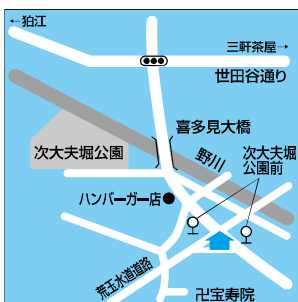 ←狛江
三軒茶屋→
世田谷通り
喜多見大橋
野川
次大夫堀公園
次大夫堀
公園前
ハンバーガー店
荒玉水道道路
卍宝寿院